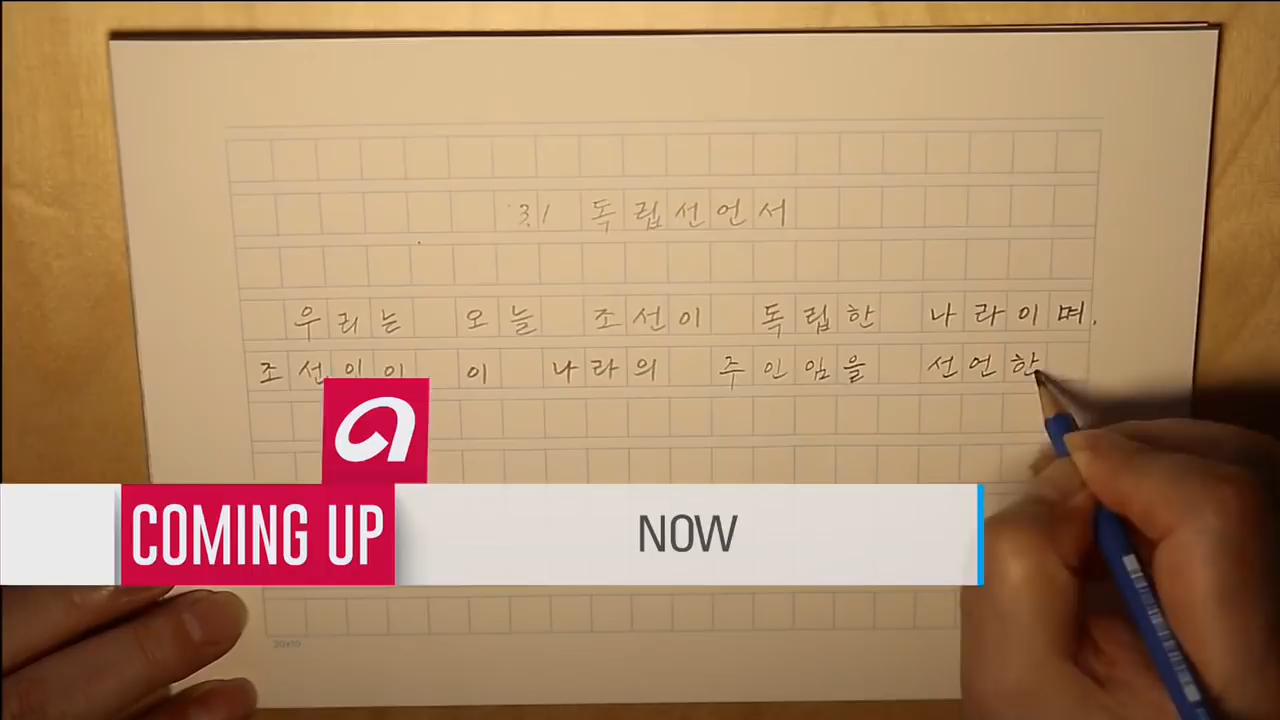 3.1 독립선언서
우리는 오늘 조선이 독립한 나라이며,
조선인이 이 나라의 주인임을 선언한
a
COMING UP
NOW
20x10